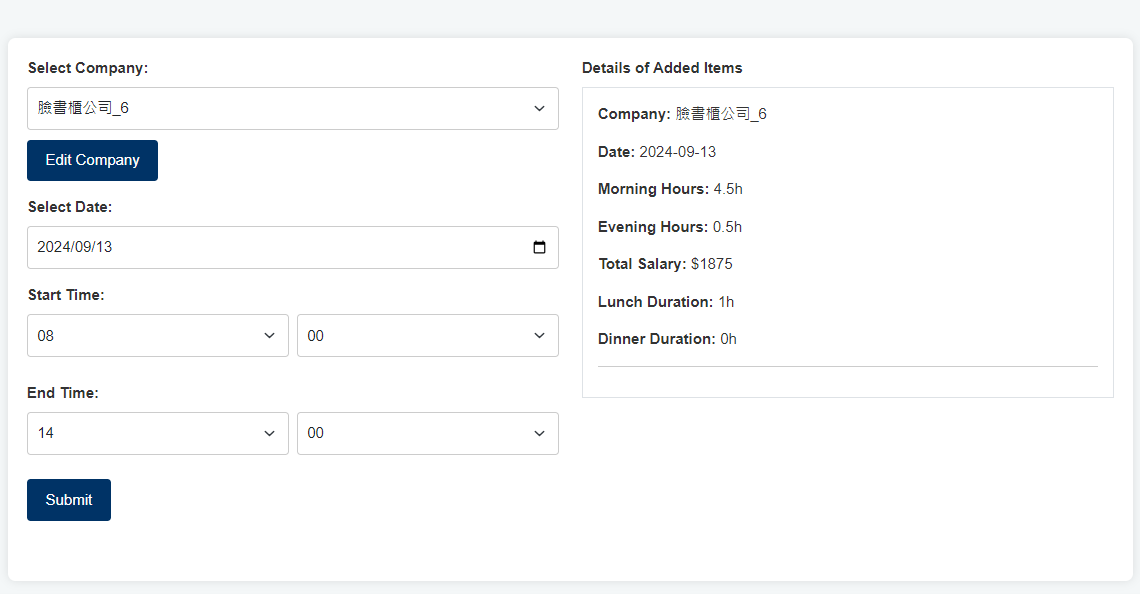 Select Company:
臉書櫃公司_6
Edit Company
Select Date:
2024/09/13
Start Time:
08
00
End Time:
14
00
Submit
Details of Added Items
Company: 臉書櫃公司_6
Date: 2024-09-13
Morning Hours: 4.5h
Evening Hours: 0.5h
Total Salary: $1875
Lunch Duration: 1h
Dinner Duration: 0h